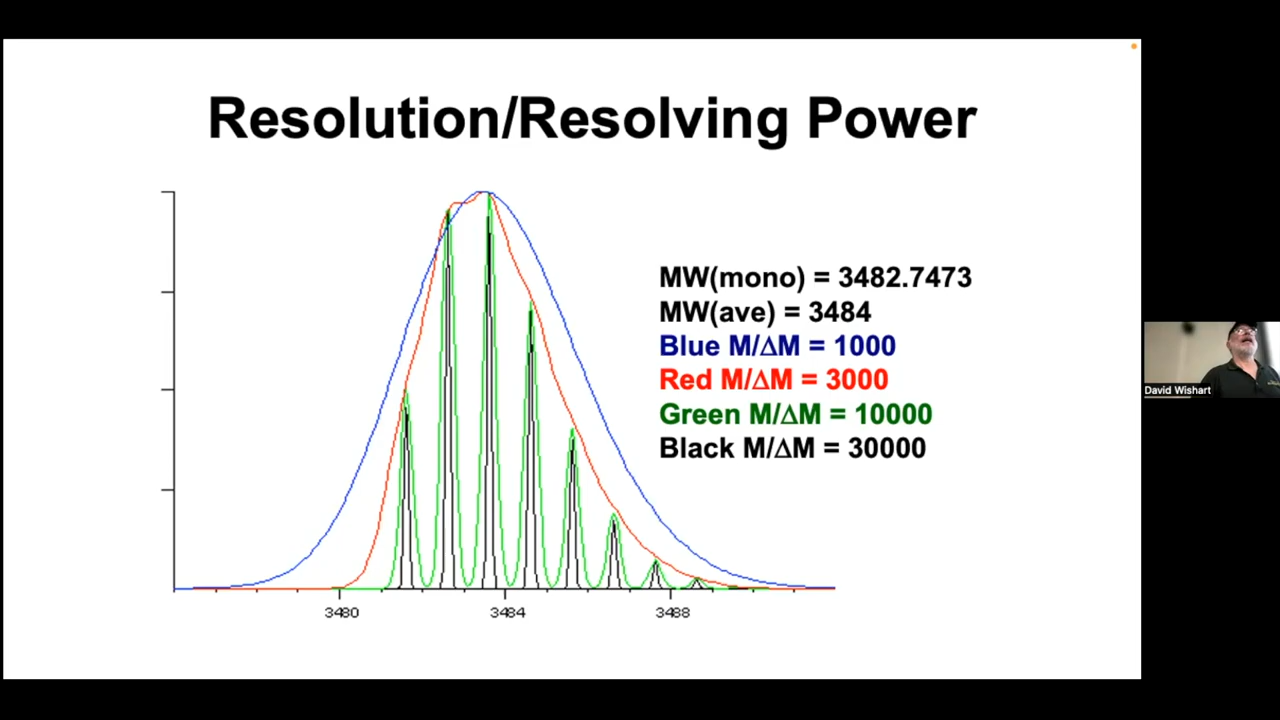 Resolution/Resolving Power
MW(mono) = 3482.7473
MW(ave) = 3484
Blue M/ΔM = 1000
Red M/ΔM = 3000
Green M/ΔM = 10000
Black M/ΔM = 30000
3480 3484 3488
David Wishart